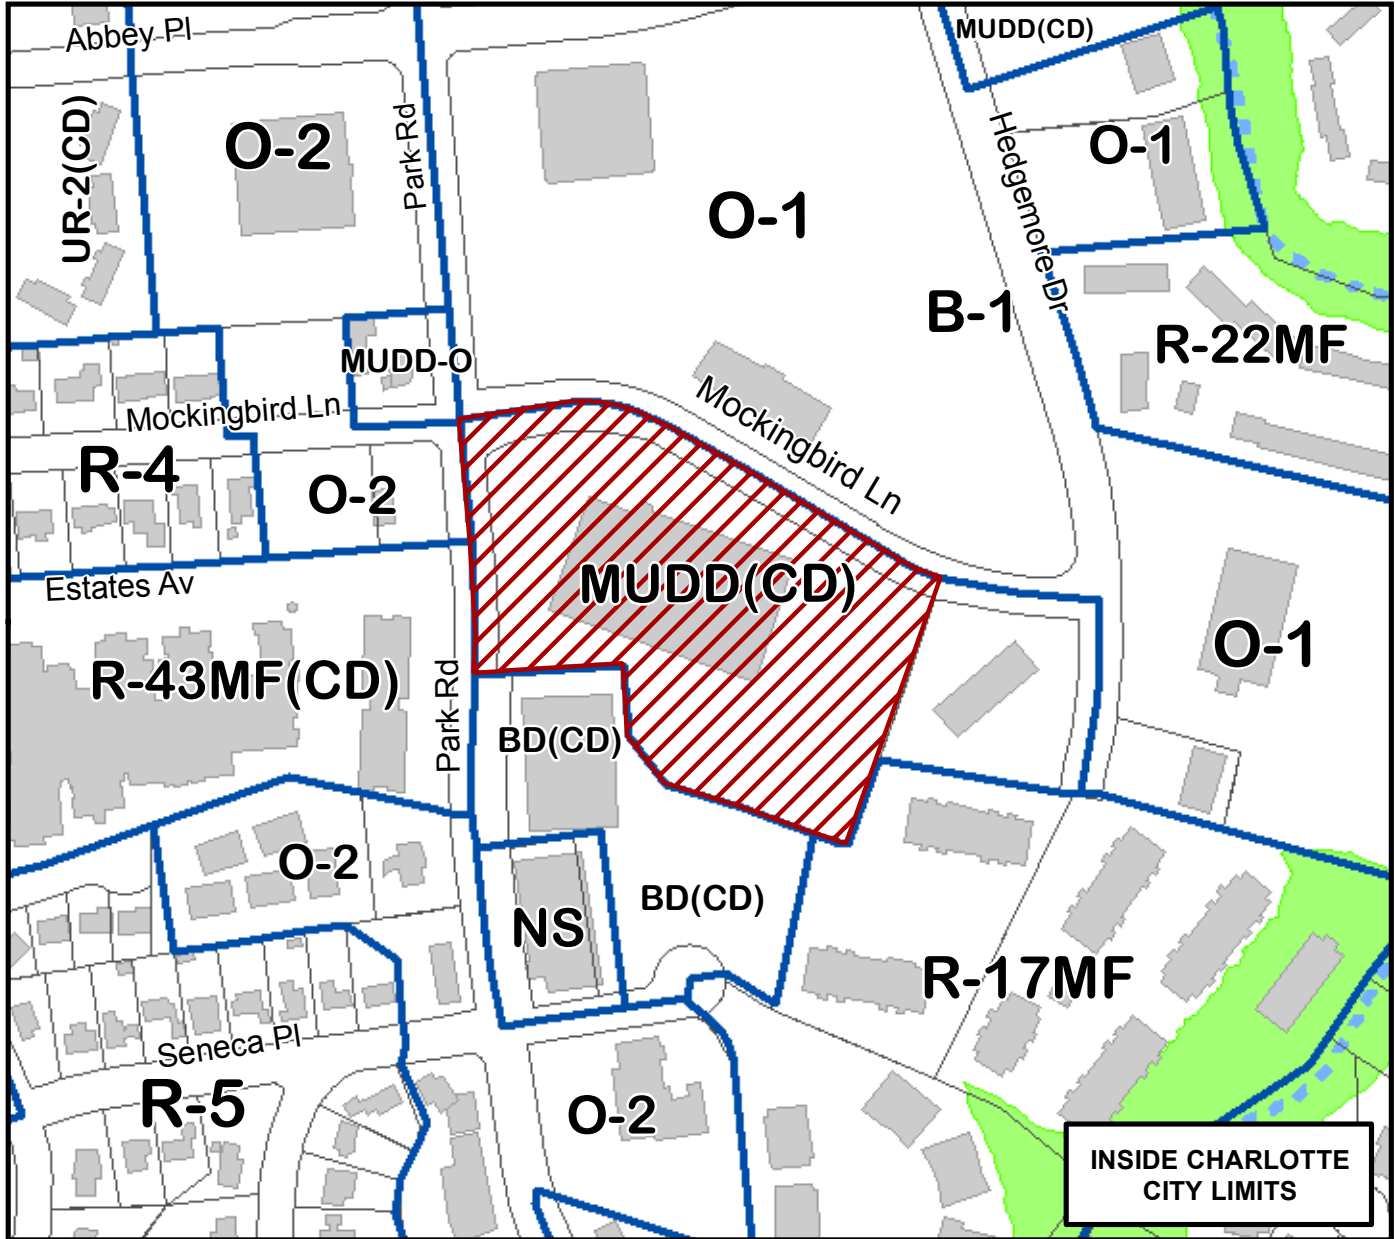 Abbey Pl
MUDD(CD)
UR-2(CD)
O-2
Park Rd
O-1
Hedgemore Dr
O-1
B-1
R-22MF
MUDD-O
Mockingbird Ln
Mockingbird Ln
R-4
O-2
Estates Av
MUDD(CD)
O-1
R-43MF(CD)
Park Rd
BD(CD)
O-2
BD(CD)
NS
R-17MF
Seneca Pl
R-5
O-2
INSIDE CHARLOTTE
CITY LIMITS